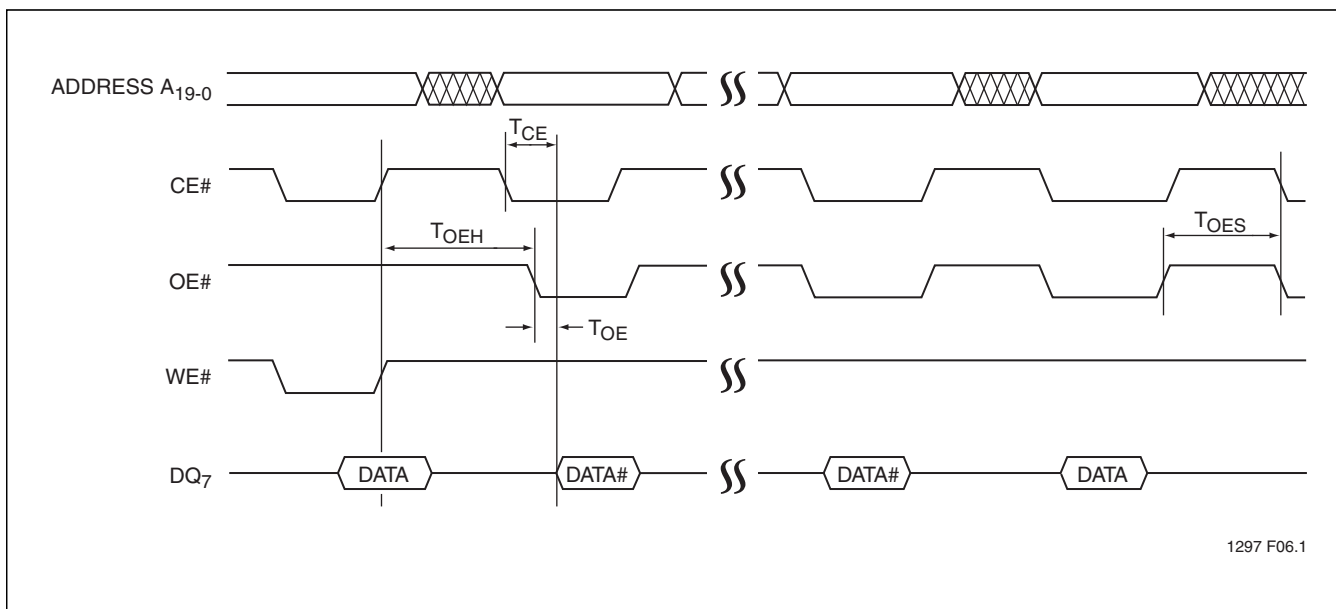 ADDRESS A19-0
TCE
CE#
TOEH
TOES
OE#
TOE
WE#
DQ7
DATA
DATA#
DATA#
DATA
1297 F06.1